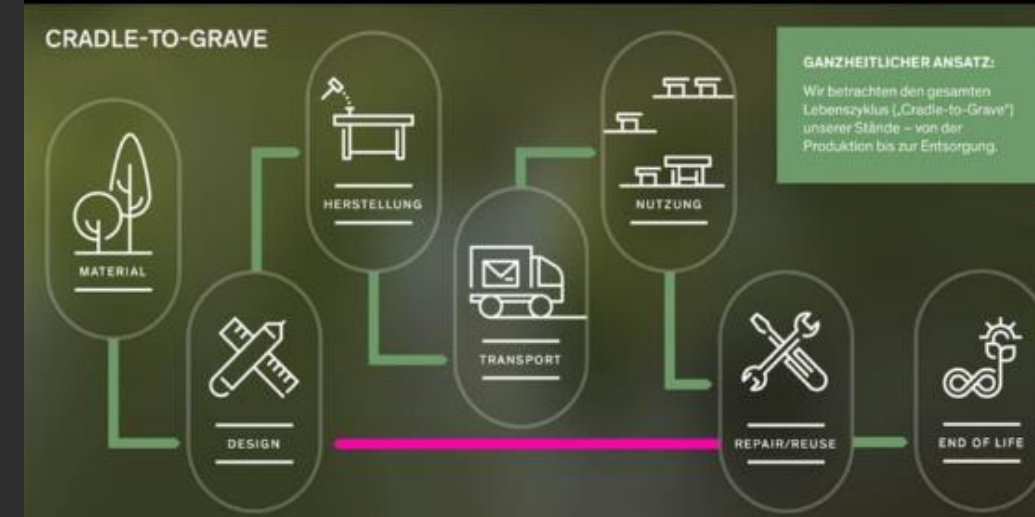 CRADLE-TO-GRAVE
GANZHEITLICHER ANSATZ:
Wir betrachten den gesamten
Lebenszyklus („Cradle-to-Grave“)
unserer Stände – von der
Produktion bis zur Entsorgung.
MATERIAL
DESIGN
HERSTELLUNG
TRANSPORT
NUTZUNG
REPAIR/REUSE
END OF LIFE